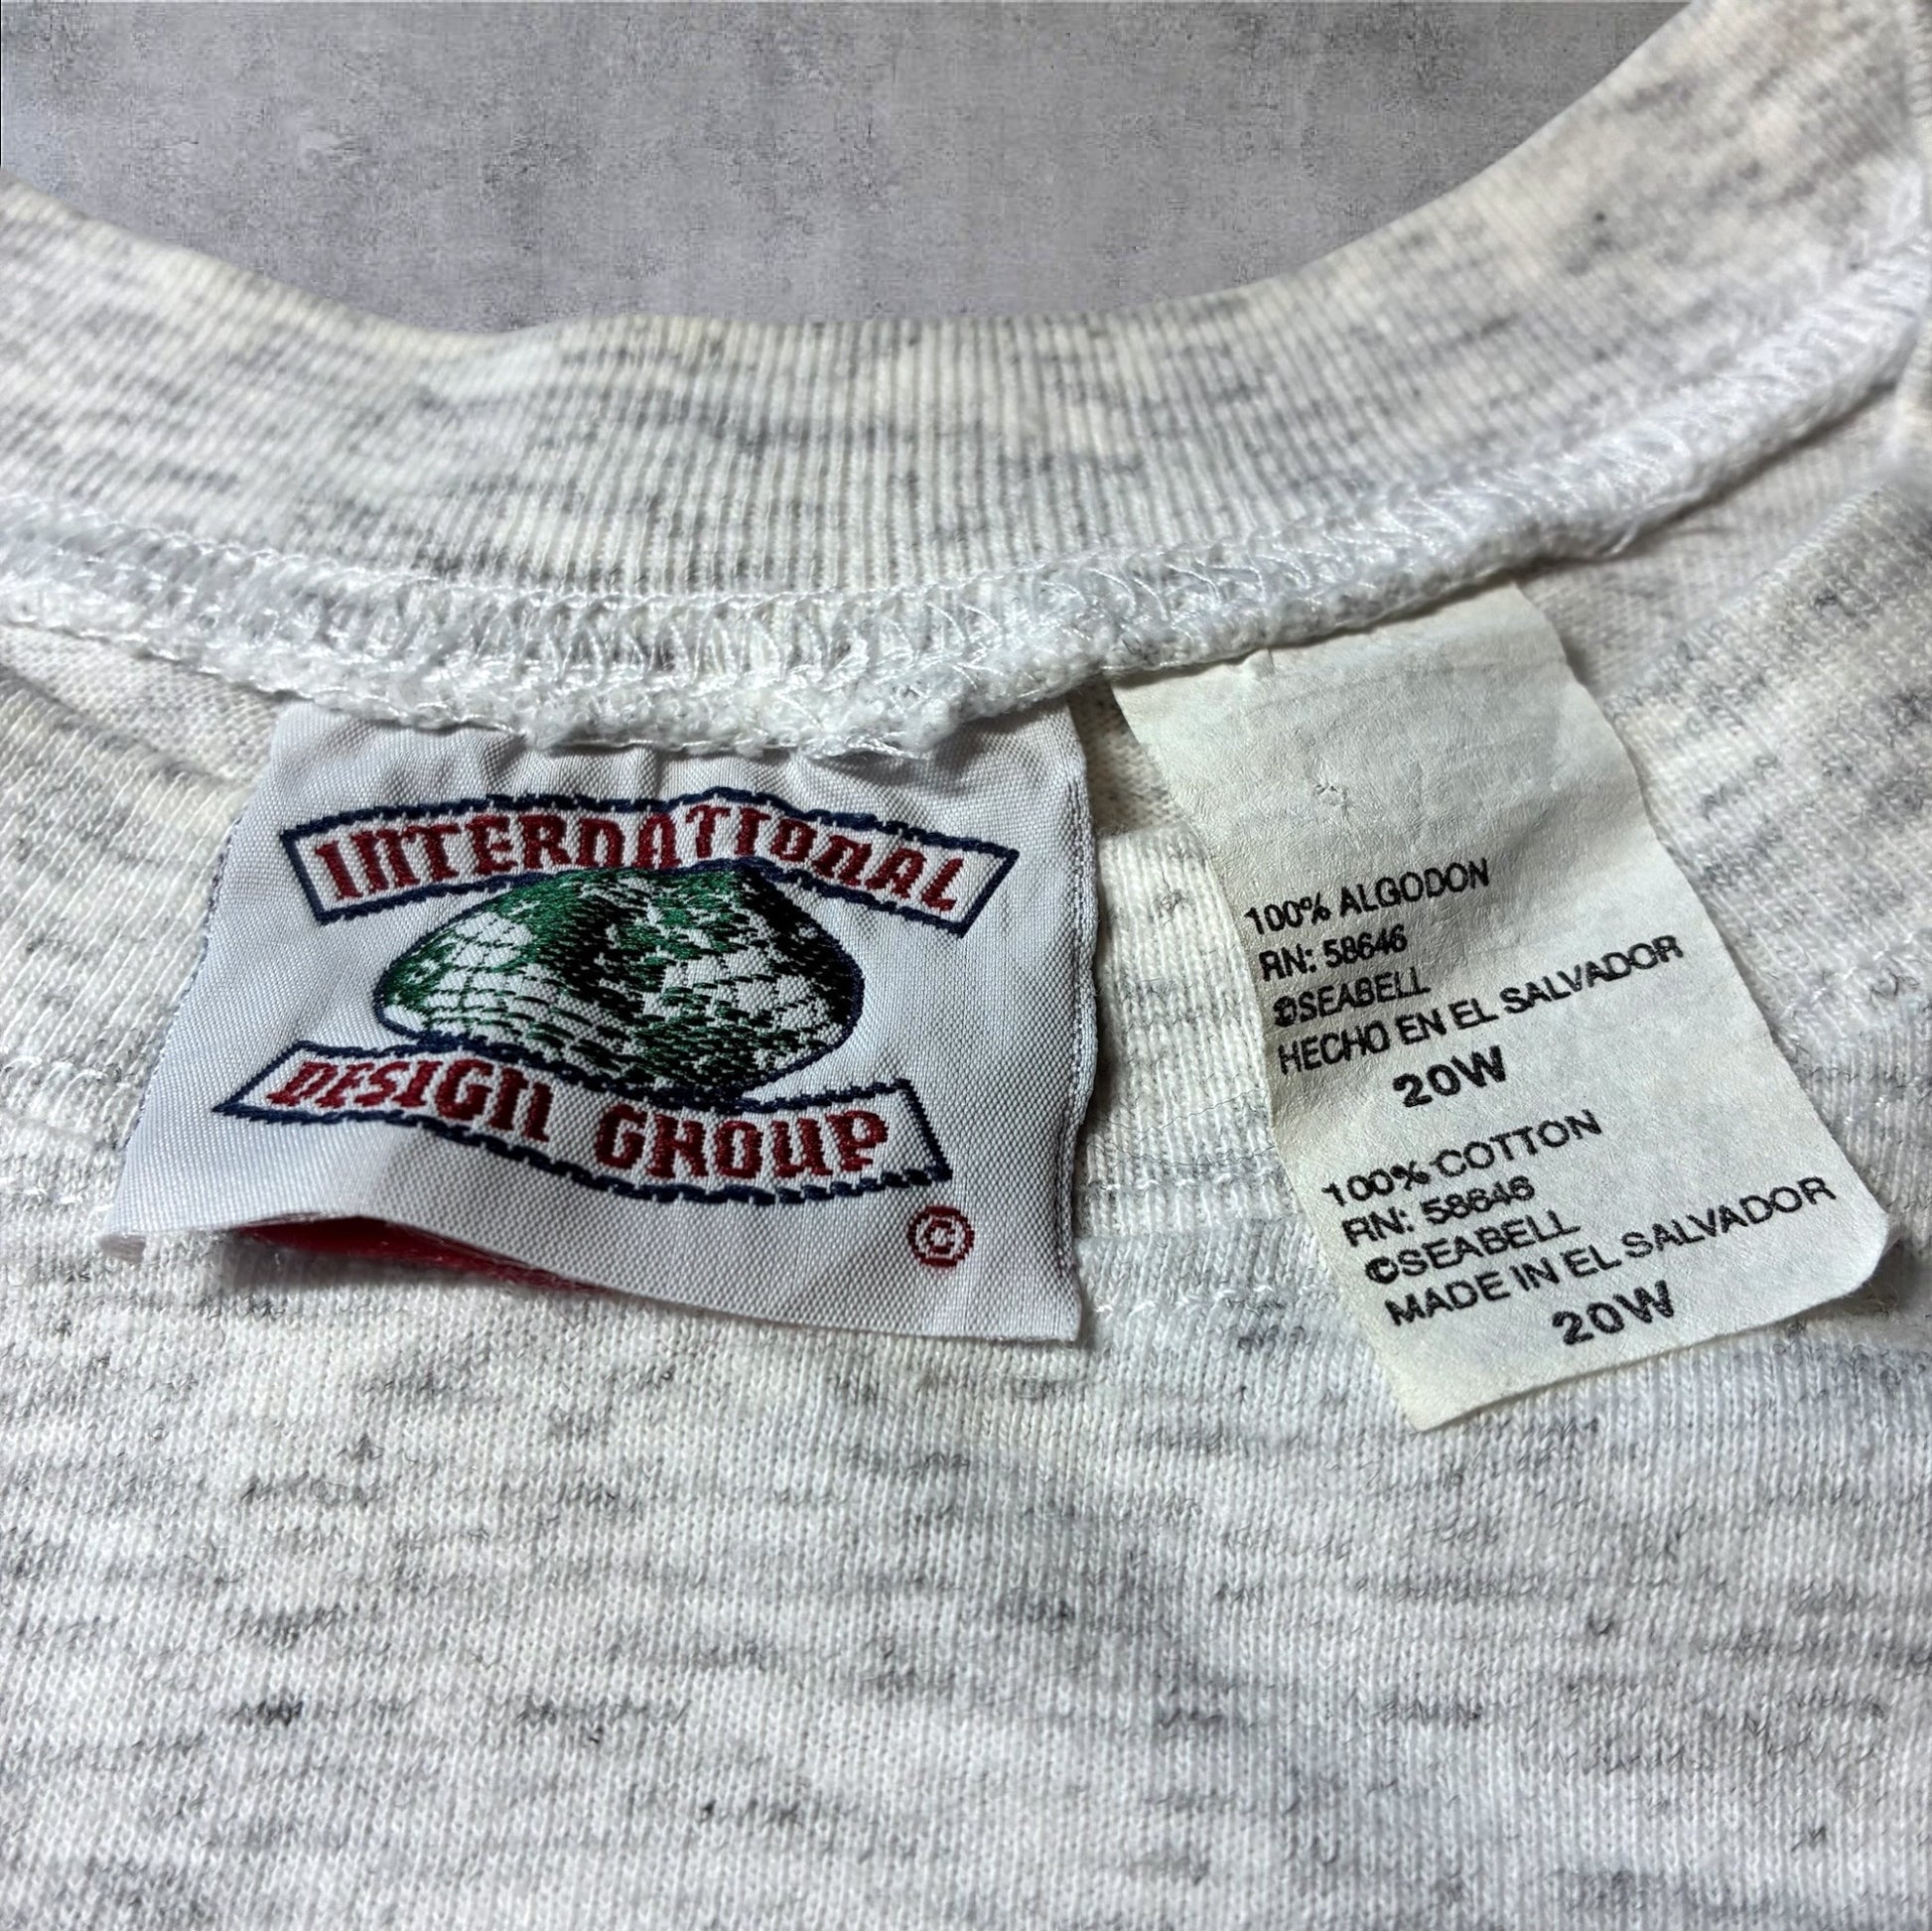 INTERNATIONAL
DESIGN GROUP
©
100% ALGODON
RN: 58646
©SEABELL
HECHO EN EL SALVADOR
20W
100% COTTON
RN: 58646
©SEABELL
MADE IN EL SALVADOR
20W